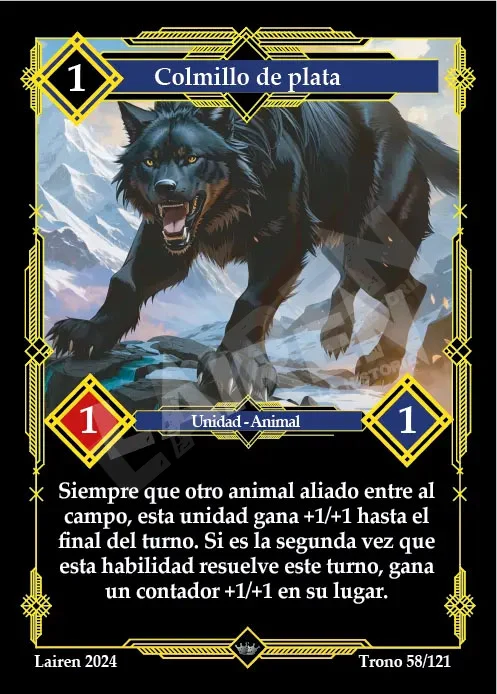 1
Colmillo de plata
1
Unidad - Animal
1
Siempre que otro animal aliado entre al
campo, esta unidad gana +1/+1 hasta el
final del turno. Si es la segunda vez que
esta habilidad resuelve este turno, gana
un contador +1/+1 en su lugar.
Lairen 2024
Trono 58/121